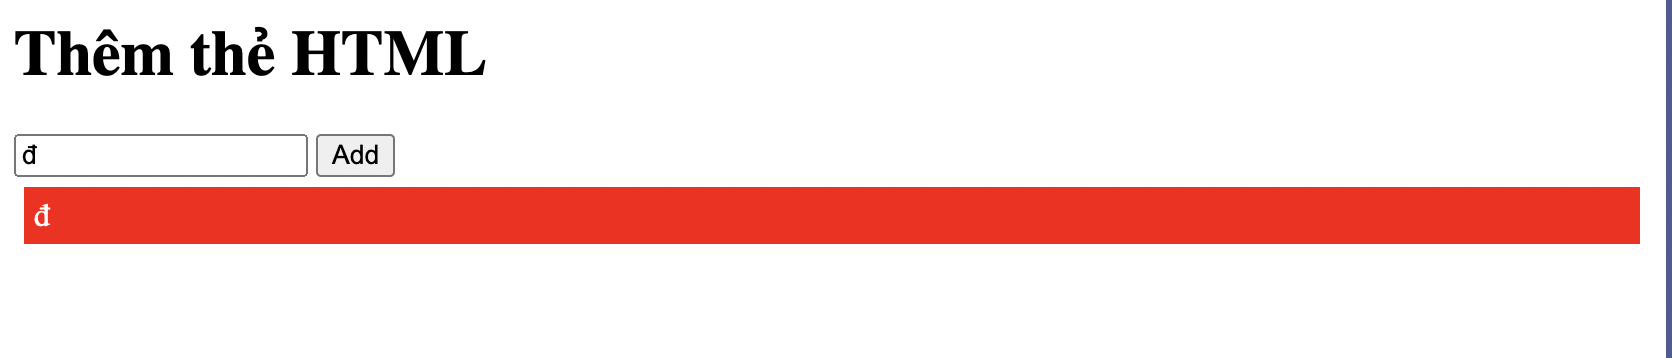 Thêm thẻ HTML
đ Add
đ